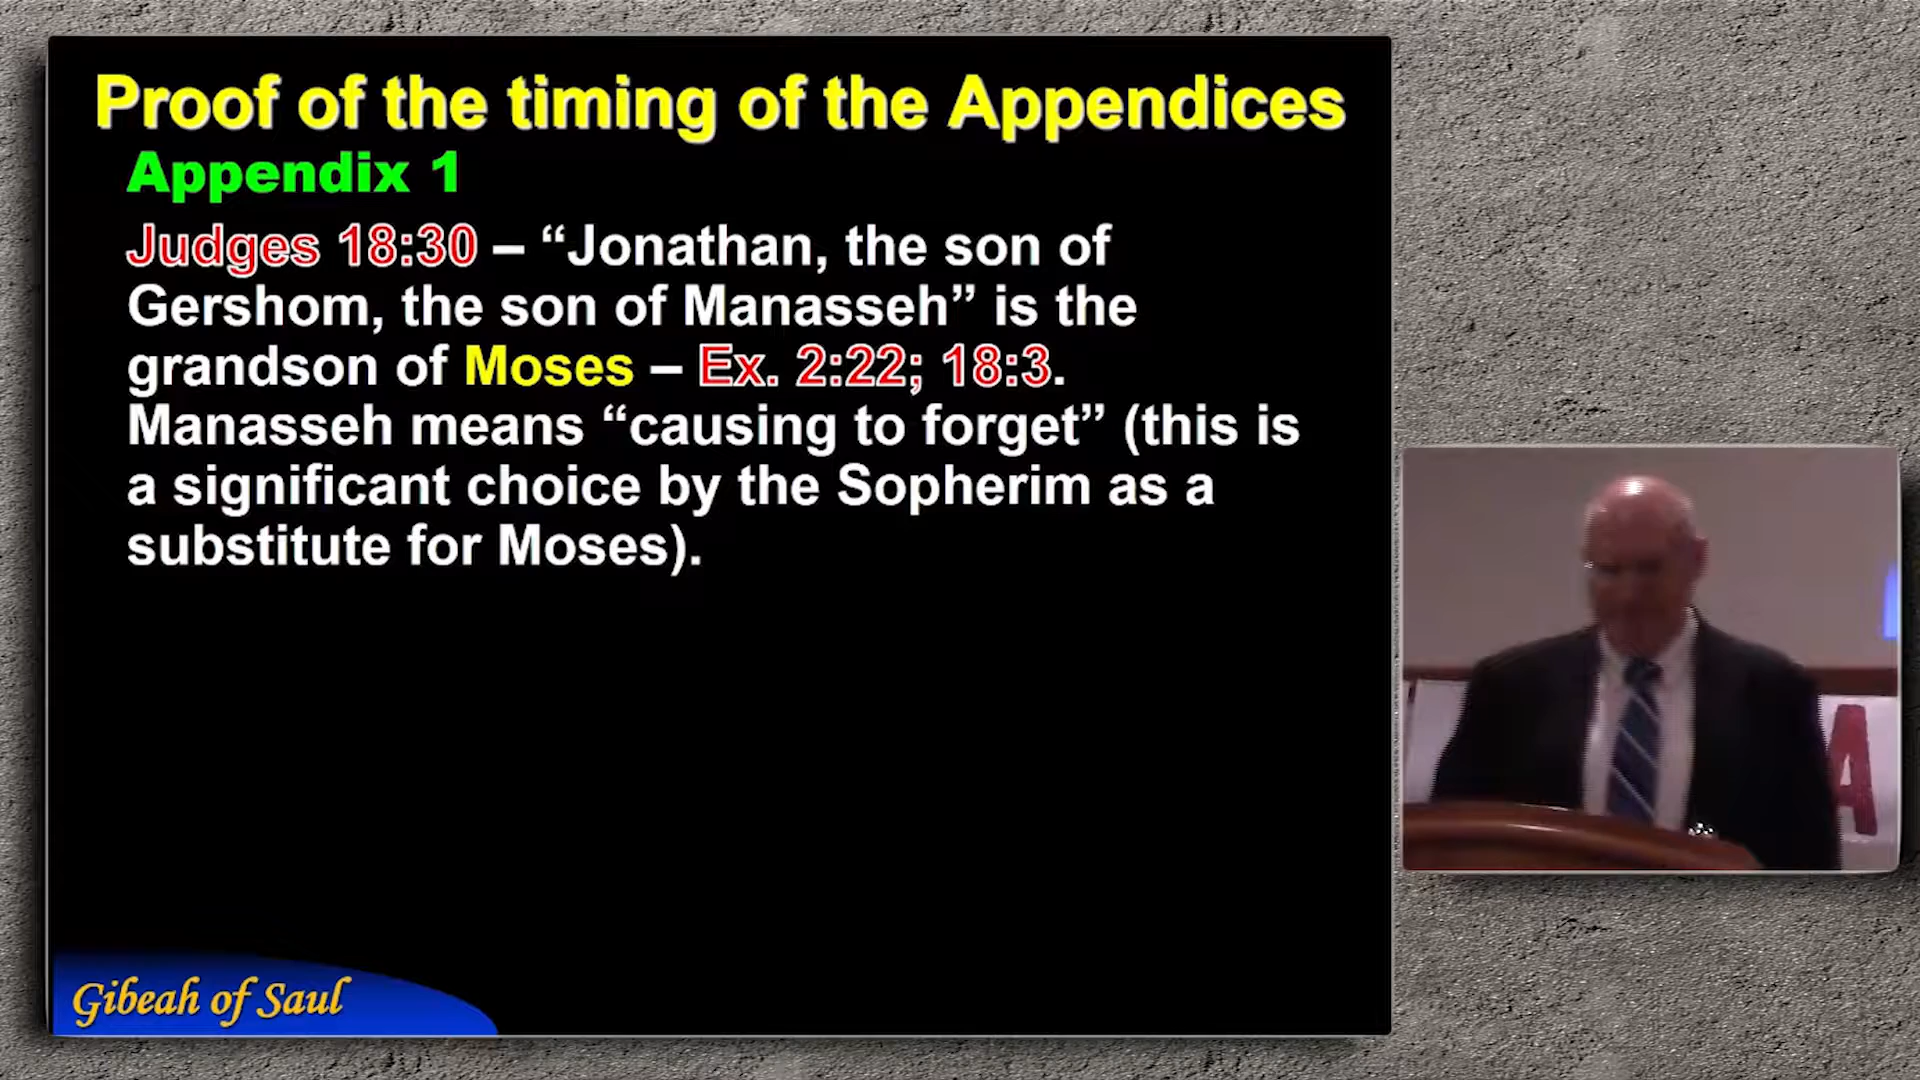 Proof of the timing of the Appendices
Appendix 1
Judges 18:30 – “Jonathan, the son of
Gershom, the son of Manasseh” is the
grandson of Moses – Ex. 2:22; 18:3.
Manasseh means “causing to forget” (this is
a significant choice by the Sopherim as a
substitute for Moses).
A
Gibeah of Saul